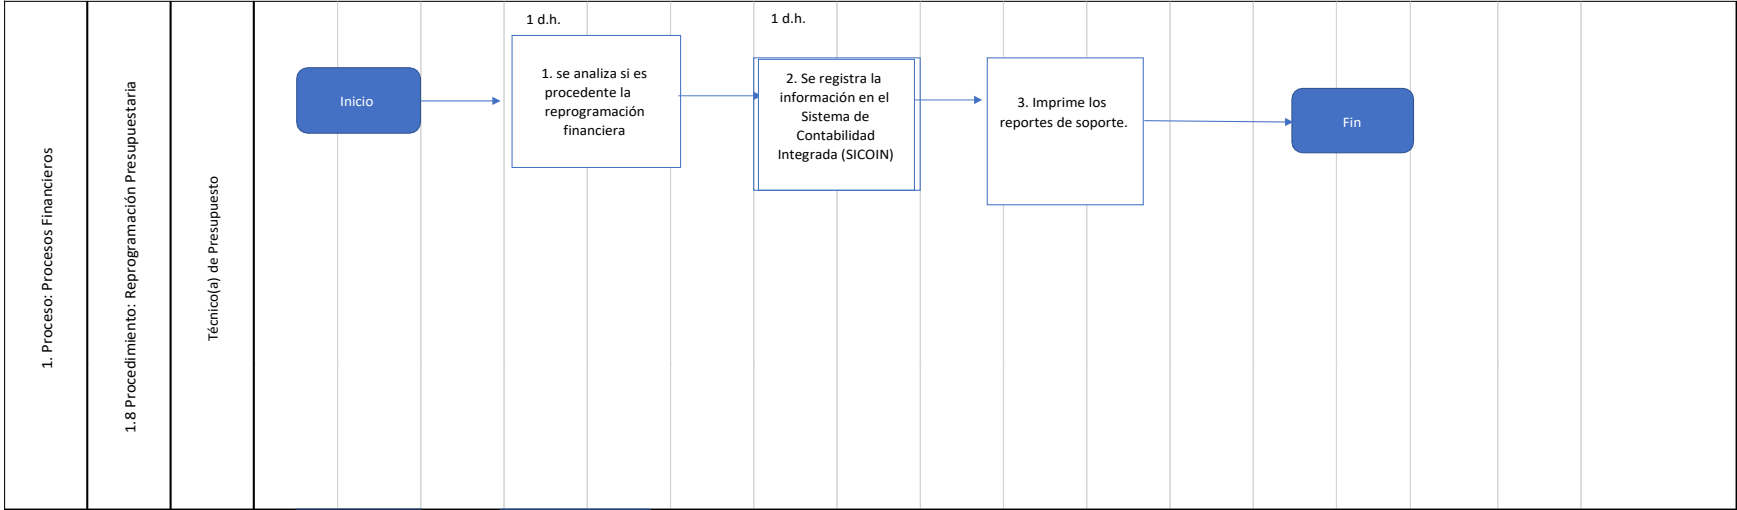 1. Proceso: Procesos Financieros
1.8 Procedimiento: Reprogramación Presupuestaria
Técnico(a) de Presupuesto
Inicio
1 d.h.
1. se analiza si es
procedente la
reprogramación
financiera
1 d.h.
2. Se registra la
información en el
Sistema de
Contabilidad
Integrada (SICOIN)
3. Imprime los
reportes de soporte.
Fin